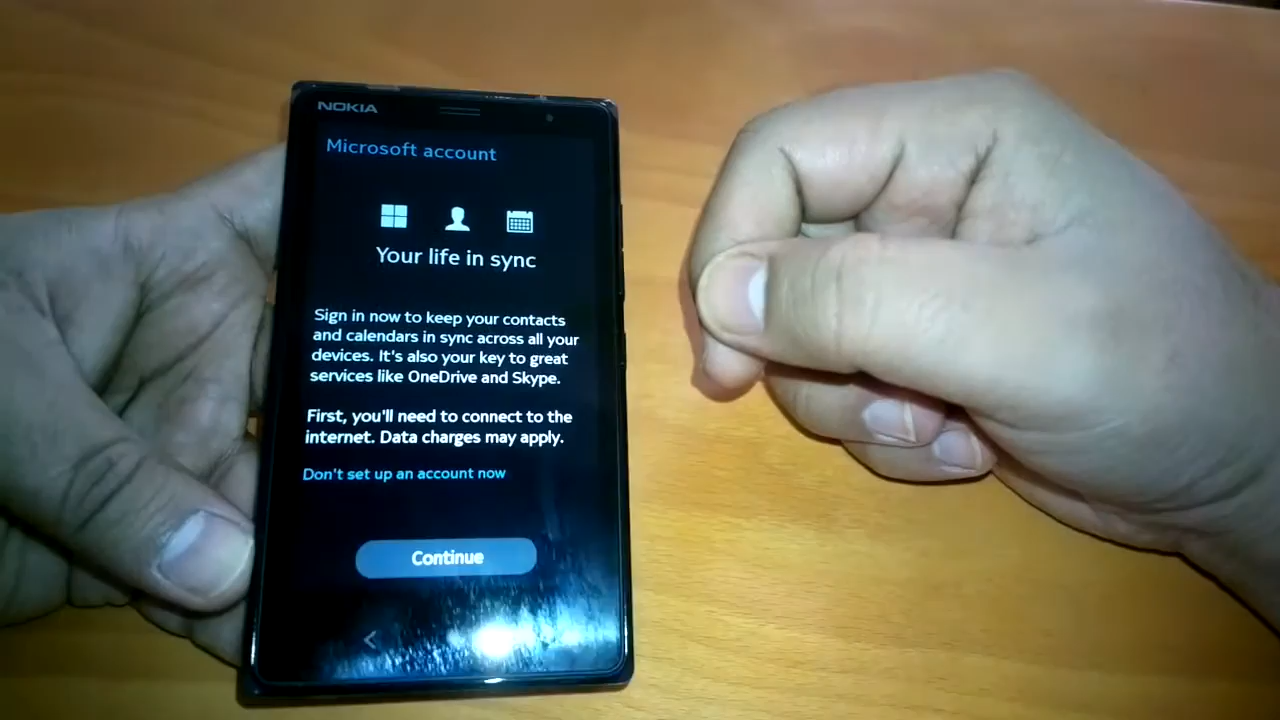 NOKIA
Microsoft account
Your life in sync
Sign in now to keep your contacts
and calendars in sync across all your
devices. It's also your key to great
services like OneDrive and Skype.
First, you'll need to connect to the
internet. Data charges may apply.
Don't set up an account now
Continue